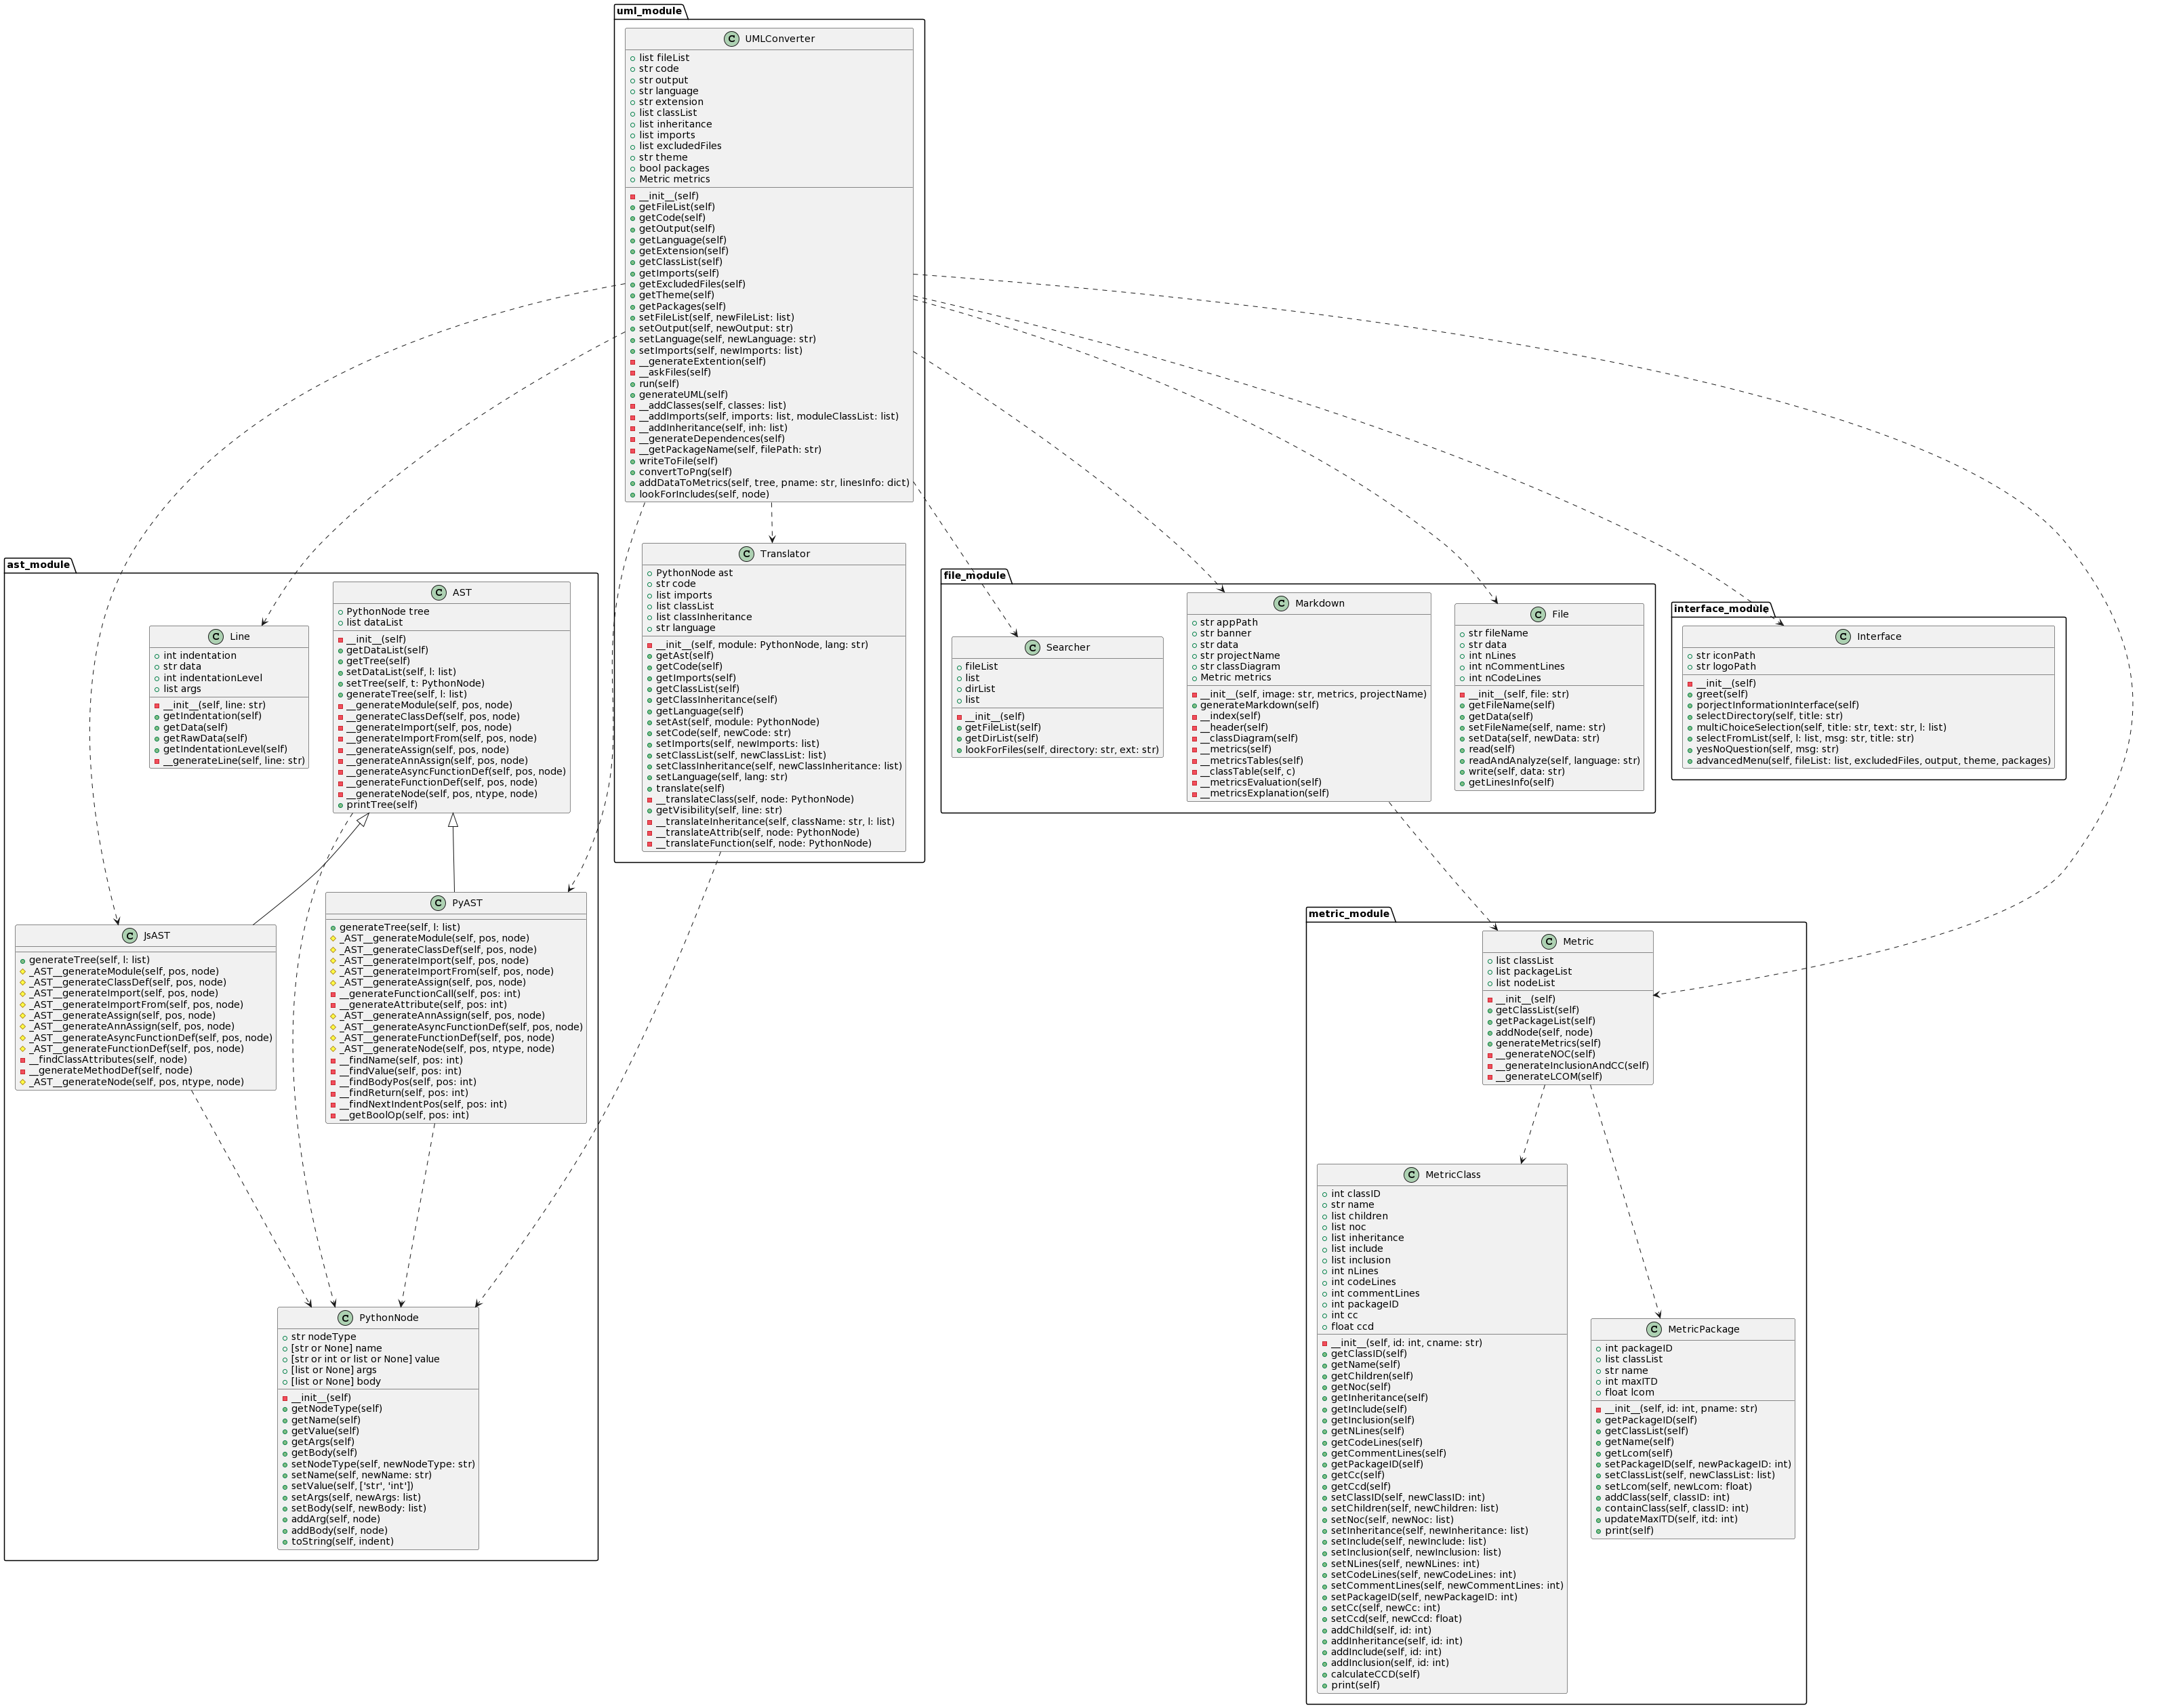 uml_module
UMLConverter
list fileList
str code
str output
str language
str extension
list classList
list inheritance
list imports
list excludedFiles
str theme
bool packages
Metric metrics
__init__(self)
getFileList(self)
getCode(self)
getOutput(self)
getLanguage(self)
getExtension(self)
getClassList(self)
getImports(self)
getExcludedFiles(self)
getTheme(self)
getPackages(self)
setFileList(self, newFileList: list)
setOutput(self, newOutput: str)
setLanguage(self, newLanguage: str)
setImports(self, newImports: list)
__generateExtention(self)
__askFiles(self)
run(self)
generateUML(self)
__addClasses(self, classes: list)
__addImports(self, imports: list, moduleClassList: list)
__addInheritance(self, inh: list)
__generateDependences(self)
__getPackageName(self, filePath: str)
writeToFile(self)
convertToPng(self)
addDataToMetrics(self, tree, pname: str, linesInfo: dict)
lookForIncludes(self, node)
Translator
PythonNode ast
str code
list imports
list classList
list classInheritance
str language
__init__(self, module: PythonNode, lang: str)
getAst(self)
getCode(self)
getImports(self)
getClassList(self)
getClassInheritance(self)
getLanguage(self)
setAst(self, module: PythonNode)
setCode(self, newCode: str)
setImports(self, newImports: list)
setClassList(self, newClassList: list)
setClassInheritance(self, newClassInheritance: list)
setLanguage(self, lang: str)
translate(self)
__translateClass(self, node: PythonNode)
getVisibility(self, line: str)
__translateInheritance(self, className: str, l: list)
__translateAttrib(self, node: PythonNode)
__translateFunction(self, node: PythonNode)
ast_module
Line
int indentation
str data
int indentationLevel
list args
__init__(self, line: str)
getIndentation(self)
getData(self)
getRawData(self)
getIndentationLevel(self)
__generateLine(self, line: str)
AST
PythonNode tree
list dataList
__init__(self)
getDataList(self)
getTree(self)
setDataList(self, l: list)
setTree(self, t: PythonNode)
generateTree(self, l: list)
__generateModule(self, pos, node)
__generateClassDef(self, pos, node)
__generateImport(self, pos, node)
__generateImportFrom(self, pos, node)
__generateAssign(self, pos, node)
__generateAnnAssign(self, pos, node)
__generateAsyncFunctionDef(self, pos, node)
__generateFunctionDef(self, pos, node)
__generateNode(self, pos, ntype, node)
printTree(self)
JsAST
generateTree(self, l: list)
_AST__generateModule(self, pos, node)
_AST__generateClassDef(self, pos, node)
_AST__generateImport(self, pos, node)
_AST__generateImportFrom(self, pos, node)
_AST__generateAssign(self, pos, node)
_AST__generateAnnAssign(self, pos, node)
_AST__generateAsyncFunctionDef(self, pos, node)
_AST__generateFunctionDef(self, pos, node)
__findClassAttributes(self, node)
__generateMethodDef(self, node)
_AST__generateNode(self, pos, ntype, node)
PyAST
generateTree(self, l: list)
_AST__generateModule(self, pos, node)
_AST__generateClassDef(self, pos, node)
_AST__generateImport(self, pos, node)
_AST__generateImportFrom(self, pos, node)
_AST__generateAssign(self, pos, node)
__generateFunctionCall(self, pos: int)
__generateAttribute(self, pos: int)
_AST__generateAnnAssign(self, pos, node)
_AST__generateAsyncFunctionDef(self, pos, node)
_AST__generateFunctionDef(self, pos, node)
_AST__generateNode(self, pos, ntype, node)
__findName(self, pos: int)
__findValue(self, pos: int)
__findBodyPos(self, pos: int)
__findReturn(self, pos: int)
__findNextIndentPos(self, pos: int)
__getBoolOp(self, pos: int)
PythonNode
str nodeType
[str or None] name
[str or int or list or None] value
[list or None] args
[list or None] body
__init__(self)
getNodeType(self)
getName(self)
getValue(self)
getArgs(self)
getBody(self)
setNodeType(self, newNodeType: str)
setName(self, newName: str)
setValue(self, ['str', 'int'])
setArgs(self, newArgs: list)
setBody(self, newBody: list)
addArg(self, node)
addBody(self, node)
toString(self, indent)
file_module
Searcher
fileList
list
dirList
list
__init__(self)
getFileList(self)
getDirList(self)
lookForFiles(self, directory: str, ext: str)
Markdown
str appPath
str banner
str data
str projectName
str classDiagram
Metric metrics
__init__(self, image: str, metrics, projectName)
generateMarkdown(self)
__index(self)
__header(self)
__classDiagram(self)
__metrics(self)
__metricsTables(self)
__classTable(self, c)
__metricsEvaluation(self)
__metricsExplanation(self)
File
str fileName
str data
int nLines
int nCommentLines
int nCodeLines
__init__(self, file: str)
getFileName(self)
getData(self)
setFileName(self, name: str)
setData(self, newData: str)
read(self)
readAndAnalyze(self, language: str)
write(self, data: str)
getLinesInfo(self)
interface_module
Interface
str iconPath
str logoPath
__init__(self)
greet(self)
porjectInformationInterface(self)
selectDirectory(self, title: str)
multiChoiceSelection(self, title: str, text: str, l: list)
selectFromList(self, l: list, msg: str, title: str)
yesNoQuestion(self, msg: str)
advancedMenu(self, fileList: list, excludedFiles, output, theme, packages)
metric_module
Metric
list classList
list packageList
list nodeList
__init__(self)
getClassList(self)
getPackageList(self)
addNode(self, node)
generateMetrics(self)
__generateNOC(self)
__generateInclusionAndCC(self)
__generateLCOM(self)
MetricClass
int classID
str name
list children
list noc
list inheritance
list include
list inclusion
int nLines
int codeLines
int commentLines
int packageID
int cc
float ccd
__init__(self, id: int, cname: str)
getClassID(self)
getName(self)
getChildren(self)
getNoc(self)
getInheritance(self)
getInclude(self)
getInclusion(self)
getNLines(self)
getCodeLines(self)
getCommentLines(self)
getPackageID(self)
getCc(self)
getCcd(self)
setClassID(self, newClassID: int)
setChildren(self, newChildren: list)
setNoc(self, newNoc: list)
setInheritance(self, newInheritance: list)
setInclude(self, newInclude: list)
setInclusion(self, newInclusion: list)
setNLines(self, newNLines: int)
setCodeLines(self, newCodeLines: int)
setCommentLines(self, newCommentLines: int)
setPackageID(self, newPackageID: int)
setCc(self, newCc: int)
setCcd(self, newCcd: float)
addChild(self, id: int)
addInheritance(self, id: int)
addInclude(self, id: int)
addInclusion(self, id: int)
calculateCCD(self)
print(self)
MetricPackage
int packageID
list classList
str name
int maxITD
float lcom
__init__(self, id: int, pname: str)
getPackageID(self)
getClassList(self)
getName(self)
getLcom(self)
setPackageID(self, newPackageID: int)
setClassList(self, newClassList: list)
setLcom(self, newLcom: float)
addClass(self, classID: int)
containClass(self, classID: int)
updateMaxITD(self, itd: int)
print(self)